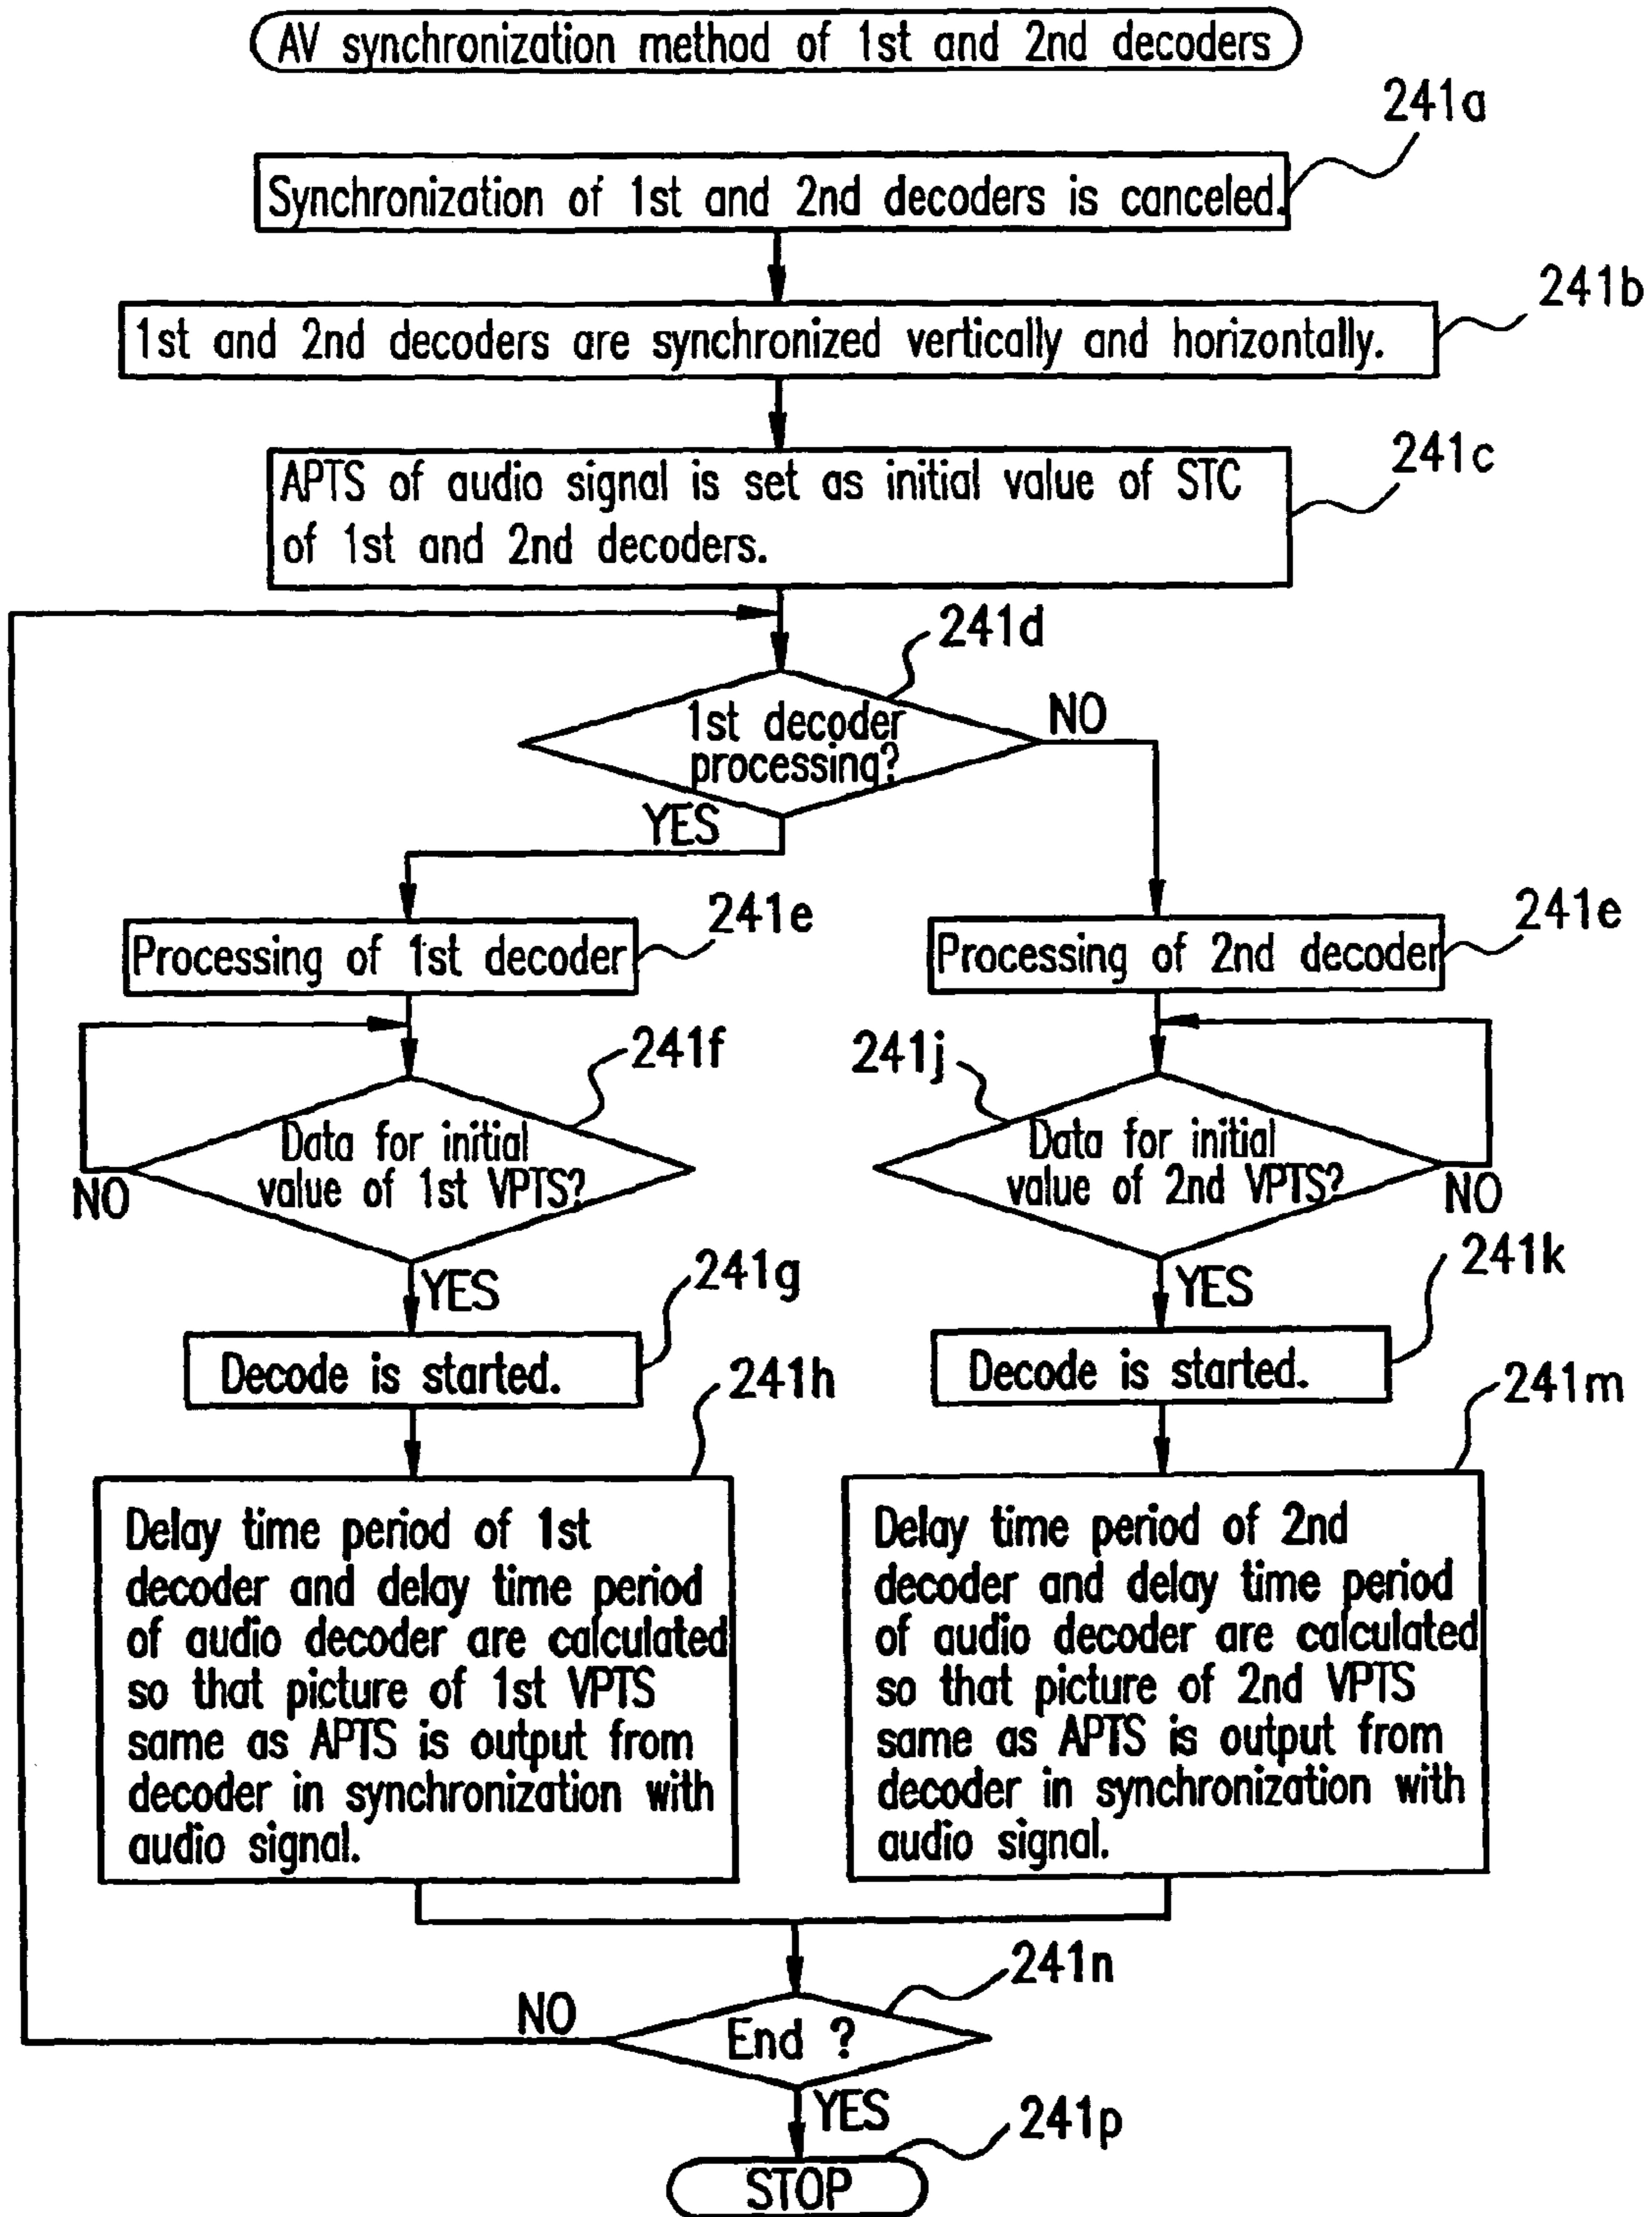 AV synchronization method of 1st and 2nd decoders
241a
Synchronization of 1st and 2nd decoders is canceled.
241b
1st and 2nd decoders are synchronized vertically and horizontally.
241c
APTS of audio signal is set as initial value of STC
of 1st and 2nd decoders.
241d
1st decoder
processing?
NO
YES
241e
Processing of 1st decoder
241e
Processing of 2nd decoder
241f
Data for initial
value of 1st VPTS?
NO
241j
Data for initial
value of 2nd VPTS?
NO
YES
241g
Decode is started.
YES
241k
Decode is started.
241h
Delay time period of 1st
decoder and delay time period
of audio decoder are calculated
so that picture of 1st VPTS
same as APTS is output from
decoder in synchronization with
audio signal.
241m
Delay time period of 2nd
decoder and delay time period
of audio decoder are calculated
so that picture of 2nd VPTS
same as APTS is output from
decoder in synchronization with
audio signal.
241n
NO
End ?
YES
241p
STOP